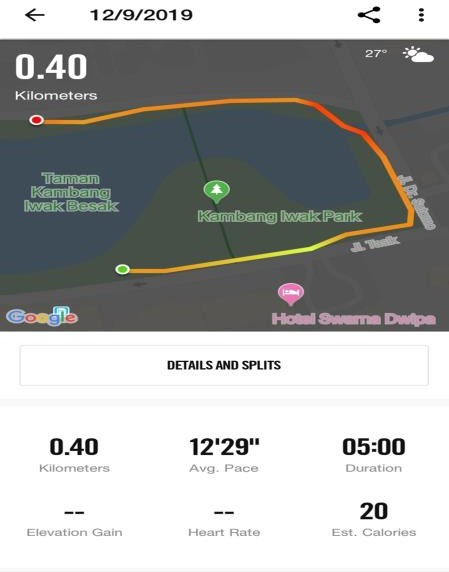 12/9/2019
0.40
Kilometers
27°
Taman
Kambang
Iwak Besak
Kambang Iwak Park
Jl. Dr. Sutomo
Jl. Tasik
Google
Hotel Swarna Dwipa
DETAILS AND SPLITS
0.40
Kilometers
12'29"
Avg. Pace
05:00
Duration
--
Elevation Gain
--
Heart Rate
20
Est. Calories